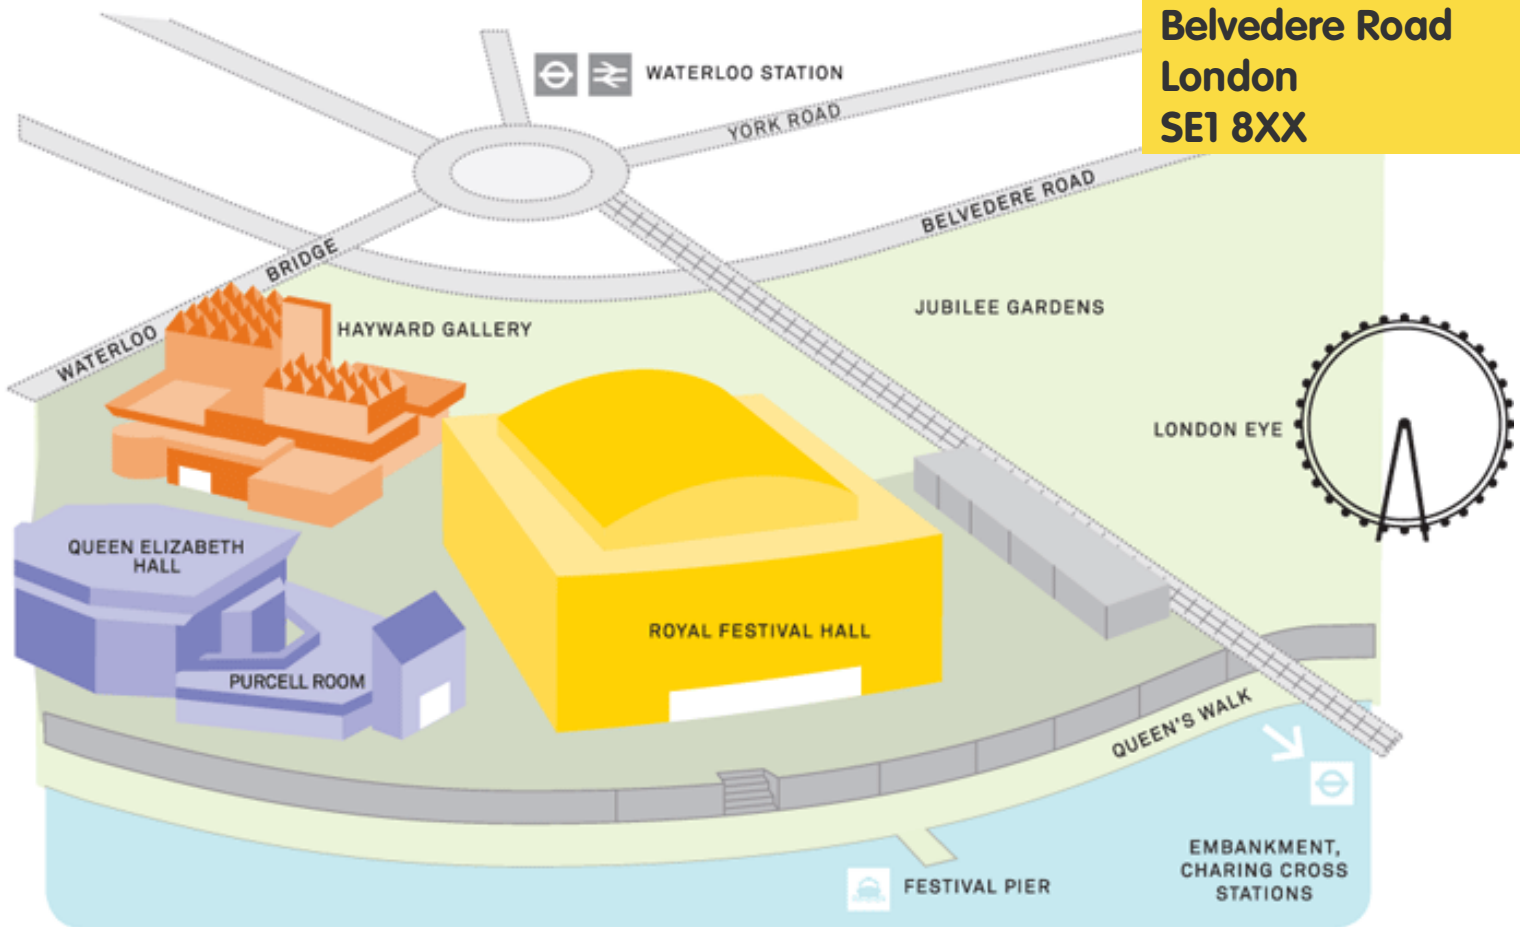 Belvedere Road
London
SE1 8XX
WATERLOO STATION
YORK ROAD
BELVEDERE ROAD
WATERLOO BRIDGE
HAYWARD GALLERY
JUBILEE GARDENS
LONDON EYE
QUEEN ELIZABETH
HALL
ROYAL FESTIVAL HALL
PURCELL ROOM
QUEEN'S WALK
EMBANKMENT,
CHARING CROSS
STATIONS
FESTIVAL PIER